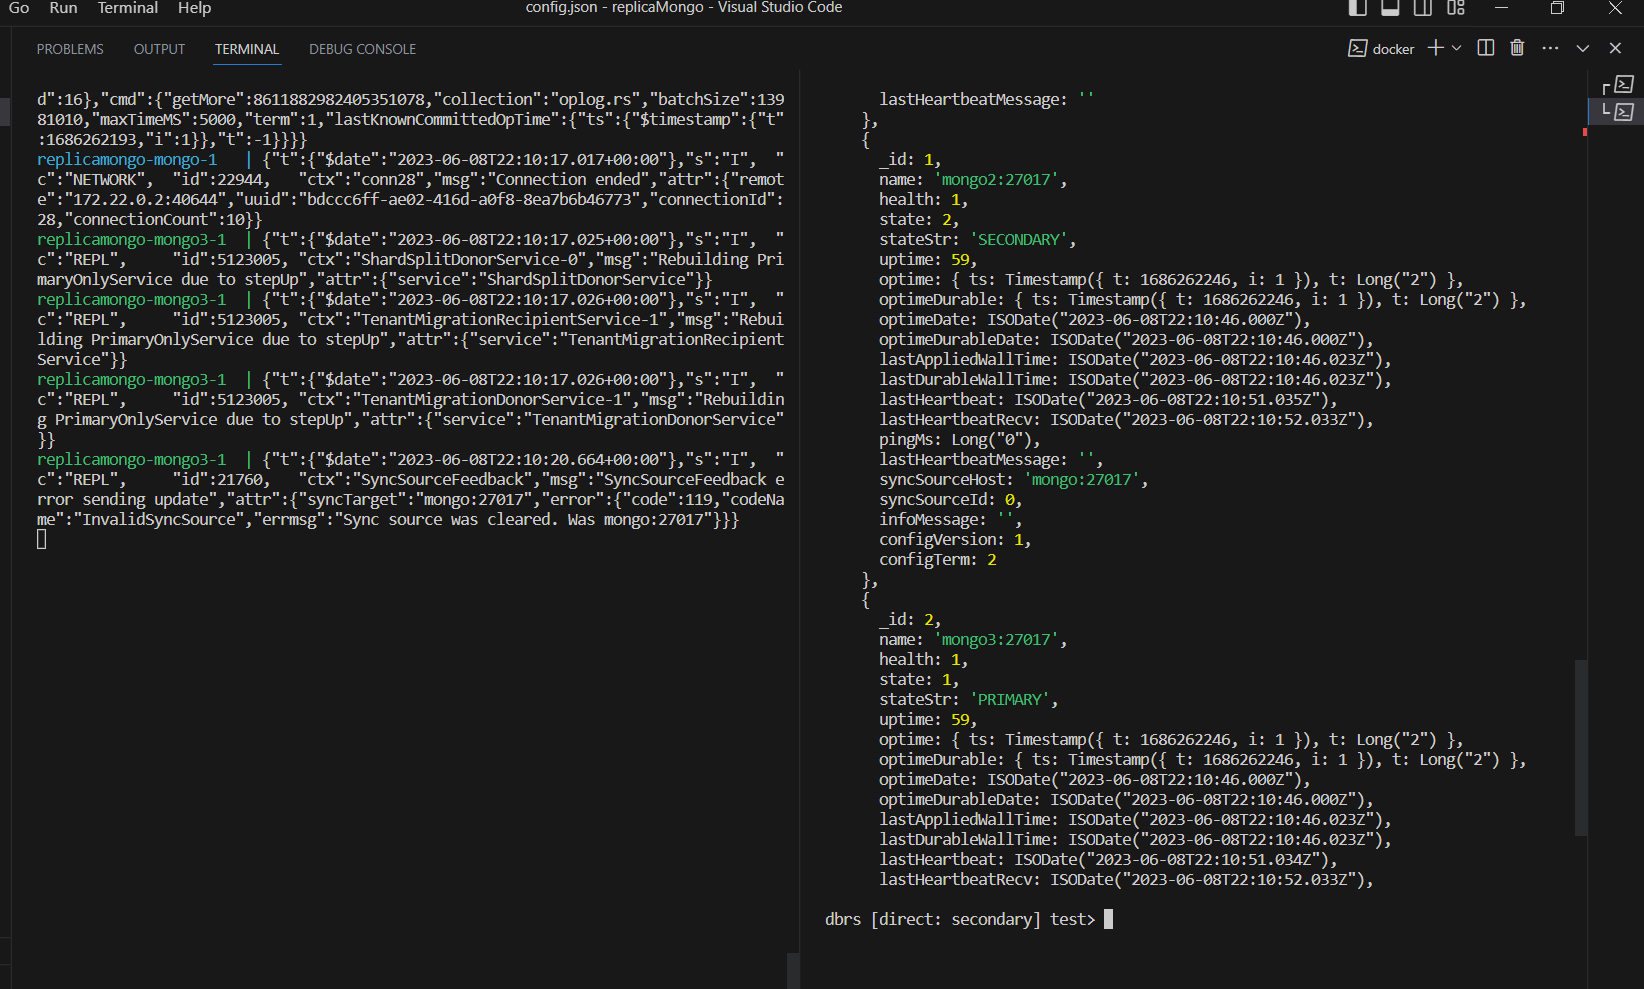 Go Run Terminal Help config.json - replicaMongo - Visual Studio Code
PROBLEMS OUTPUT TERMINAL DEBUG CONSOLE docker
d":16},"cmd":{"getMore":8611882982405351078,"collection":"oplog.rs","batchSize":139
81010,"maxTimeMS":5000,"term":1,"lastKnownCommittedOpTime":{"ts":{"$timestamp":{"t"
:1686262193,"i":1}},"t":-1}}}}
replicamongo-mongo-1 | {"t":{"$date":"2023-06-08T22:10:17.017+00:00"},"s":"I", "
c":"NETWORK", "id":22944, "ctx":"conn28","msg":"Connection ended","attr":{"remot
e":"172.22.0.2:40644","uuid":"bdccc6ff-ae02-416d-a0f8-8ea7b6b46773","connectionId":
28,"connectionCount":10}}
replicamongo-mongo3-1 | {"t":{"$date":"2023-06-08T22:10:17.025+00:00"},"s":"I", "
c":"REPL", "id":5123005, "ctx":"ShardSplitDonorService-0","msg":"Rebuilding Pri
maryOnlyService due to stepUp","attr":{"service":"ShardSplitDonorService"}}
replicamongo-mongo3-1 | {"t":{"$date":"2023-06-08T22:10:17.026+00:00"},"s":"I", "
c":"REPL", "id":5123005, "ctx":"TenantMigrationRecipientService-1","msg":"Rebui
lding PrimaryOnlyService due to stepUp","attr":{"service":"TenantMigrationRecipient
Service"}}
replicamongo-mongo3-1 | {"t":{"$date":"2023-06-08T22:10:17.026+00:00"},"s":"I", "
c":"REPL", "id":5123005, "ctx":"TenantMigrationDonorService-1","msg":"Rebuildin
g PrimaryOnlyService due to stepUp","attr":{"service":"TenantMigrationDonorService"
}}
replicamongo-mongo3-1 | {"t":{"$date":"2023-06-08T22:10:20.664+00:00"},"s":"I", "
c":"REPL", "id":21760, "ctx":"SyncSourceFeedback","msg":"SyncSourceFeedback e
rror sending update","attr":{"syncTarget":"mongo:27017","error":{"code":119,"codeNa
me":"InvalidSyncSource","errmsg":"Sync source was cleared. Was mongo:27017"}}}
lastHeartbeatMessage: ''
},
{
_id: 1,
name: 'mongo2:27017',
health: 1,
state: 2,
stateStr: 'SECONDARY',
uptime: 59,
optime: { ts: Timestamp({ t: 1686262246, i: 1 }), t: Long("2") },
optimeDurable: { ts: Timestamp({ t: 1686262246, i: 1 }), t: Long("2") },
optimeDate: ISODate("2023-06-08T22:10:46.000Z"),
optimeDurableDate: ISODate("2023-06-08T22:10:46.000Z"),
lastAppliedWallTime: ISODate("2023-06-08T22:10:46.023Z"),
lastDurableWallTime: ISODate("2023-06-08T22:10:46.023Z"),
lastHeartbeat: ISODate("2023-06-08T22:10:51.035Z"),
lastHeartbeatRecv: ISODate("2023-06-08T22:10:52.033Z"),
pingMs: Long("0"),
lastHeartbeatMessage: '',
syncSourceHost: 'mongo:27017',
syncSourceId: 0,
infoMessage: '',
configVersion: 1,
configTerm: 2
},
{
_id: 2,
name: 'mongo3:27017',
health: 1,
state: 1,
stateStr: 'PRIMARY',
uptime: 59,
optime: { ts: Timestamp({ t: 1686262246, i: 1 }), t: Long("2") },
optimeDurable: { ts: Timestamp({ t: 1686262246, i: 1 }), t: Long("2") },
optimeDate: ISODate("2023-06-08T22:10:46.000Z"),
optimeDurableDate: ISODate("2023-06-08T22:10:46.000Z"),
lastAppliedWallTime: ISODate("2023-06-08T22:10:46.023Z"),
lastDurableWallTime: ISODate("2023-06-08T22:10:46.023Z"),
lastHeartbeat: ISODate("2023-06-08T22:10:51.034Z"),
lastHeartbeatRecv: ISODate("2023-06-08T22:10:52.033Z"),
dbrs [direct: secondary] test>